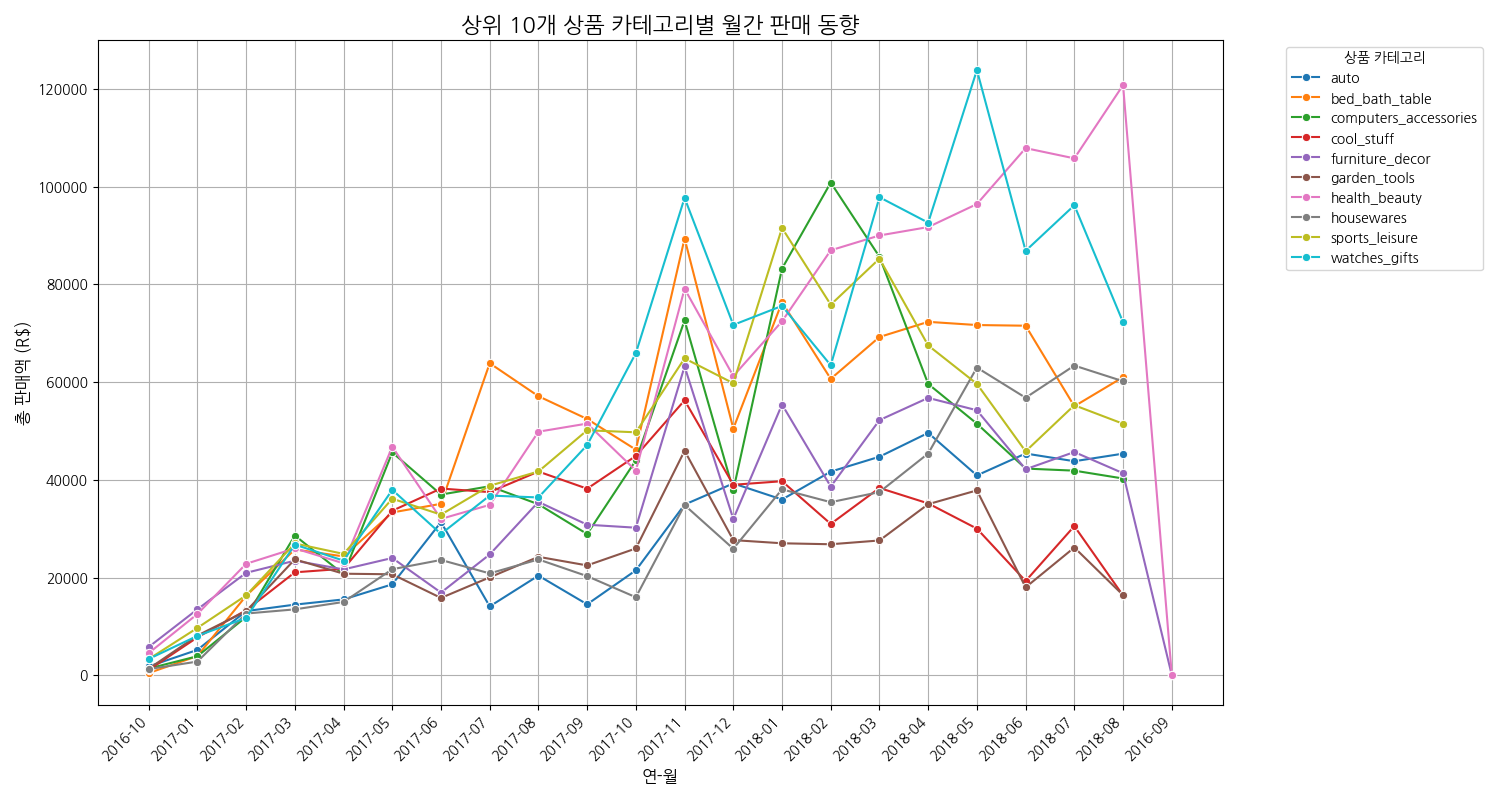 상위 10개 상품 카테고리별 월간 판매 동향
총 판매액 (R$)
120000
100000
80000
60000
40000
20000
0
2016-10
2017-01
2017-02
2017-03
2017-04
2017-05
2017-06
2017-07
2017-08
2017-09
2017-10
2017-11
2017-12
2018-01
2018-02
2018-03
2018-04
2018-05
2018-06
2018-07
2018-08
2016-09
연-월
상품 카테고리
auto
bed_bath_table
computers_accessories
cool_stuff
furniture_decor
garden_tools
health_beauty
housewares
sports_leisure
watches_gifts